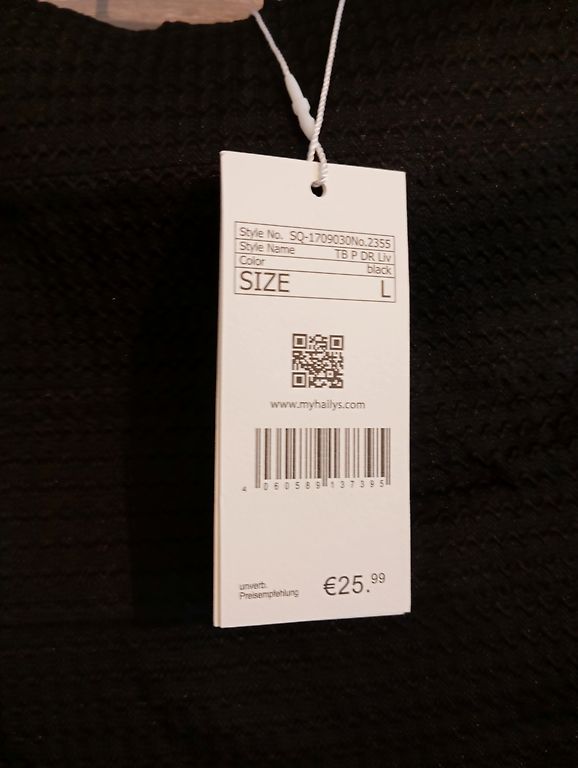 Style No. SQ-1709030No.2355
Style Name TB P DR Liv
Color black
SIZE L
www.myhailys.com
4 060589 137395
unverb.
Preisempfehlung
€25.99